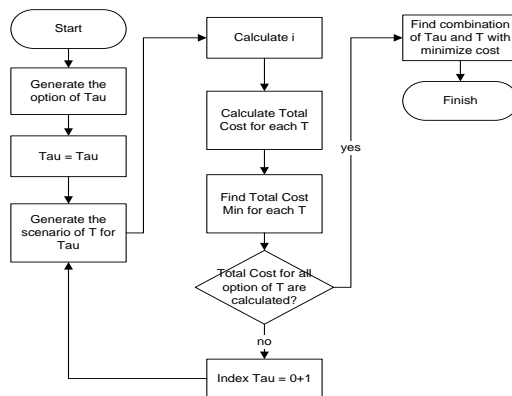 Start
Generate the
option of Tau
Tau = Tau
Generate the
scenario of T for
Tau
Calculate i
Calculate Total
Cost for each T
Find Total Cost
Min for each T
Total Cost for all
option of T are
calculated?
no
Index Tau = 0+1
yes
Find combination
of Tau and T with
minimize cost
Finish